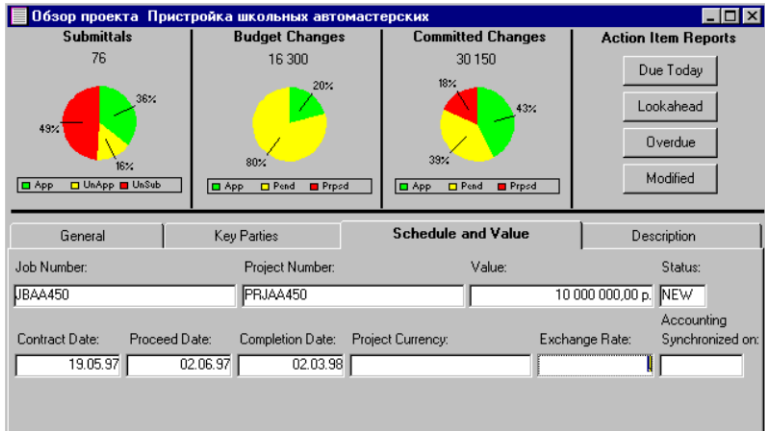 Обзор проекта Пристройка школьных автомастерских
Submittals
76
36%
49%
16%
App UnApp UnSub
Budget Changes
16 300
20%
80%
App Pend Prpsd
Committed Changes
30 150
18%
43%
39%
App Pend Prpsd
Action Item Reports
Due Today
Lookahead
Overdue
Modified
General Key Parties Schedule and Value Description
Job Number: Project Number: Value: Status:
JBAA450 PRJAA450 10 000 000,00 р. NEW
Contract Date: Proceed Date: Completion Date: Project Currency: Exchange Rate: Accounting Synchronized on:
19.05.97 02.06.97 02.03.98